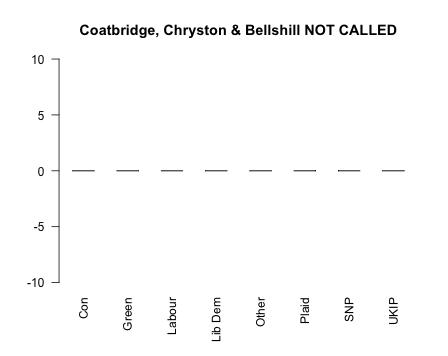 Coatbridge, Chryston & Bellshill NOT CALLED
10
5
0
-5
-10
Con
Green
Labour
Lib Dem
Other
Plaid
SNP
UKIP